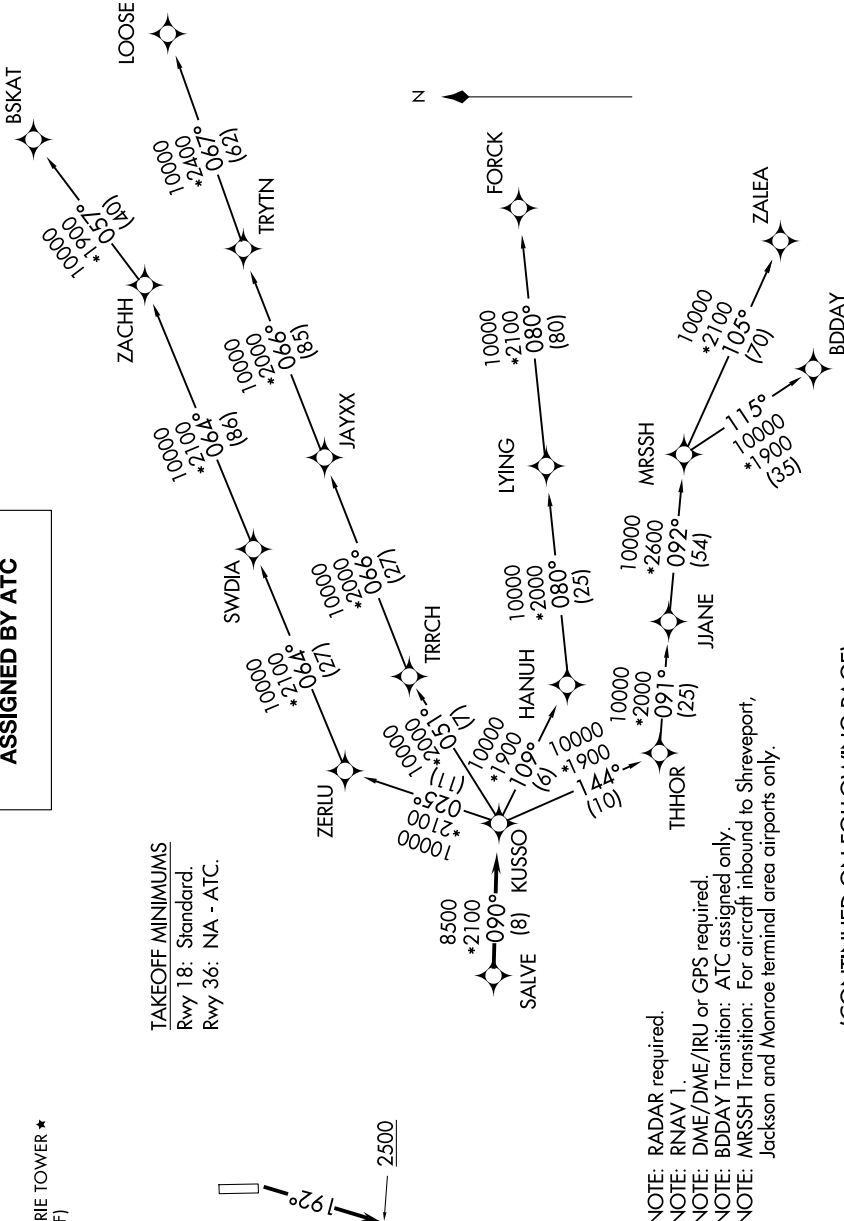 ASSIGNED BY ATC
RIE TOWER ★
F)
TAKEOFF MINIMUMS
Rwy 18: Standard.
Rwy 36: NA - ATC.
192°
2500
SALVE
8500
*2100
090°
(8)
KUSSO
10000
*2100
025°
(11)
ZERLU
10000
*2100
064°
(27)
SWDIA
10000
*2100
064°
(86)
ZACHH
10000
*1900
057°
(40)
BSKAT
10000
*2000
051°
(7)
TRRCH
10000
*2000
066°
(27)
JAYXX
10000
*2000
066°
(85)
TRYTN
10000
*2400
067°
(62)
LOOSE
N
10000
*1900
109°
(6)
HANUH
10000
*2000
080°
(25)
LYING
10000
*2100
080°
(80)
FORCK
10000
*1900
144°
(10)
THHOR
10000
*2000
091°
(25)
JJANE
10000
*2600
092°
(54)
MRSSH
10000
*2100
105°
(70)
ZALEA
115°
10000
*1900
(35)
BDDAY
NOTE: RADAR required.
NOTE: RNAV 1.
NOTE: DME/DME/IRU or GPS required.
NOTE: BDDAY Transition: ATC assigned only.
NOTE: MRSSH Transition: For aircraft inbound to Shreveport,
Jackson and Monroe terminal area airports only.
(CONTINUED ON FOLLOWING PAGE)